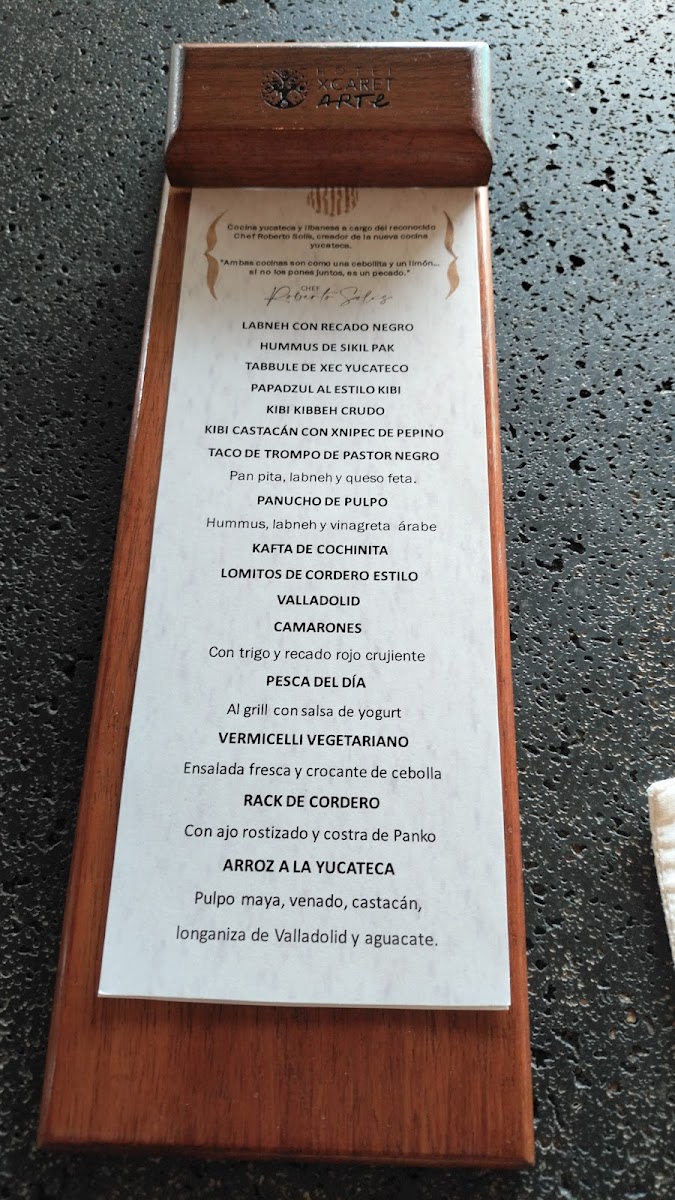 HOTEL
XCARET
ARTE
Cocina yucateca y libanesa a cargo del reconocido
Chef Roberto Solís, creador de la nueva cocina
yucateca.
"Ambas cocinas son como una cebollita y un limón...
si no los pones juntos, es un pecado."
CHEF
Roberto Solís
LABNEH CON RECADO NEGRO
HUMMUS DE SIKIL PAK
TABBULE DE XEC YUCATECO
PAPADZUL AL ESTILO KIBI
KIBI KIBBEH CRUDO
KIBI CASTACÁN CON XNIPEC DE PEPINO
TACO DE TROMPO DE PASTOR NEGRO
Pan pita, labneh y queso feta.
PANUCHO DE PULPO
Hummus, labneh y vinagreta árabe
KAFTA DE COCHINITA
LOMITOS DE CORDERO ESTILO
VALLADOLID
CAMARONES
Con trigo y recado rojo crujiente
PESCA DEL DÍA
Al grill con salsa de yogurt
VERMICELLI VEGETARIANO
Ensalada fresca y crocante de cebolla
RACK DE CORDERO
Con ajo rostizado y costra de Panko
ARROZ A LA YUCATECA
Pulpo maya, venado, castacán,
longaniza de Valladolid y aguacate.